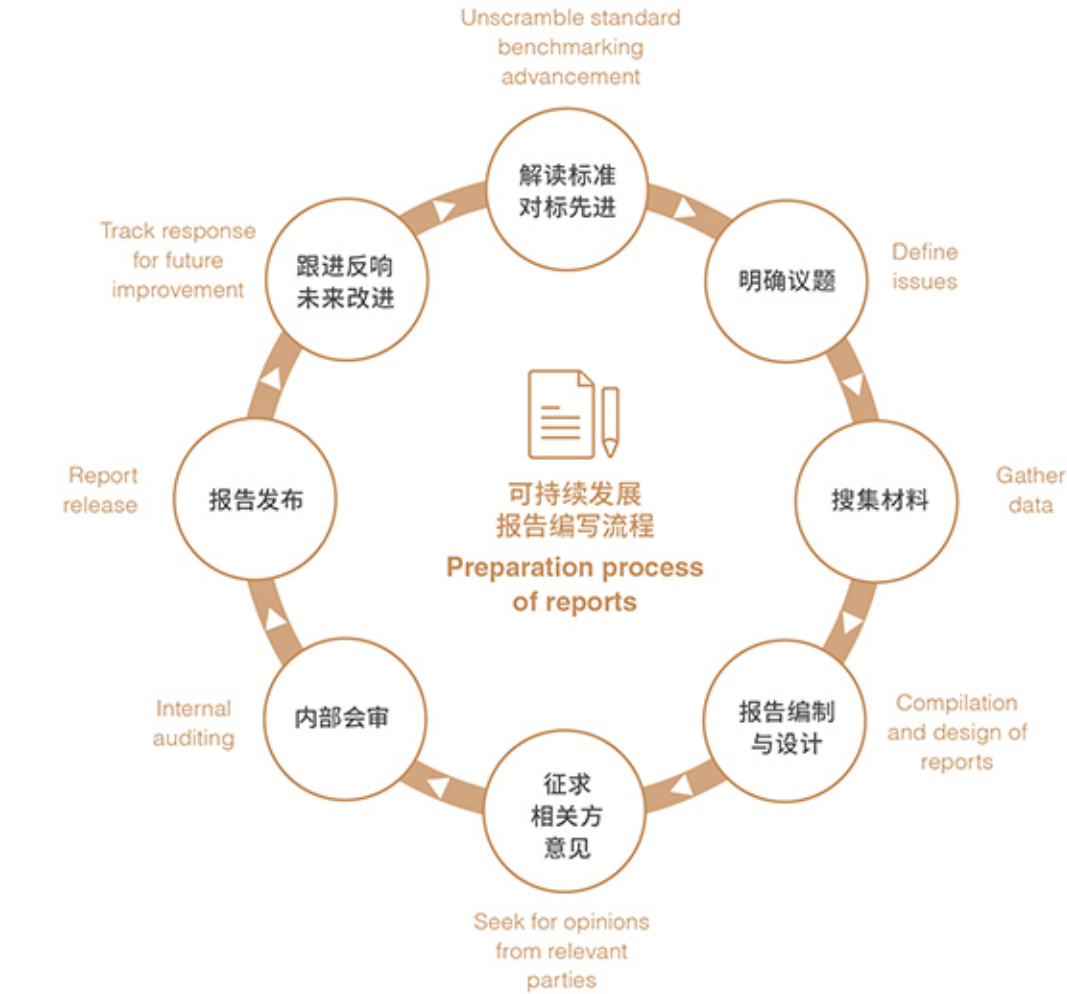 Unscramble standard
benchmarking
advancement
解读标准
对标先进
明确议题
Define
issues
搜集材料
Gather
data
报告编制
与设计
Compilation
and design of
reports
征求
相关方
意见
Seek for opinions
from relevant
parties
内部会审
Internal
auditing
报告发布
Report
release
跟进反响
未来改进
Track response
for future
improvement
可持续发展
报告编写流程
Preparation process
of reports